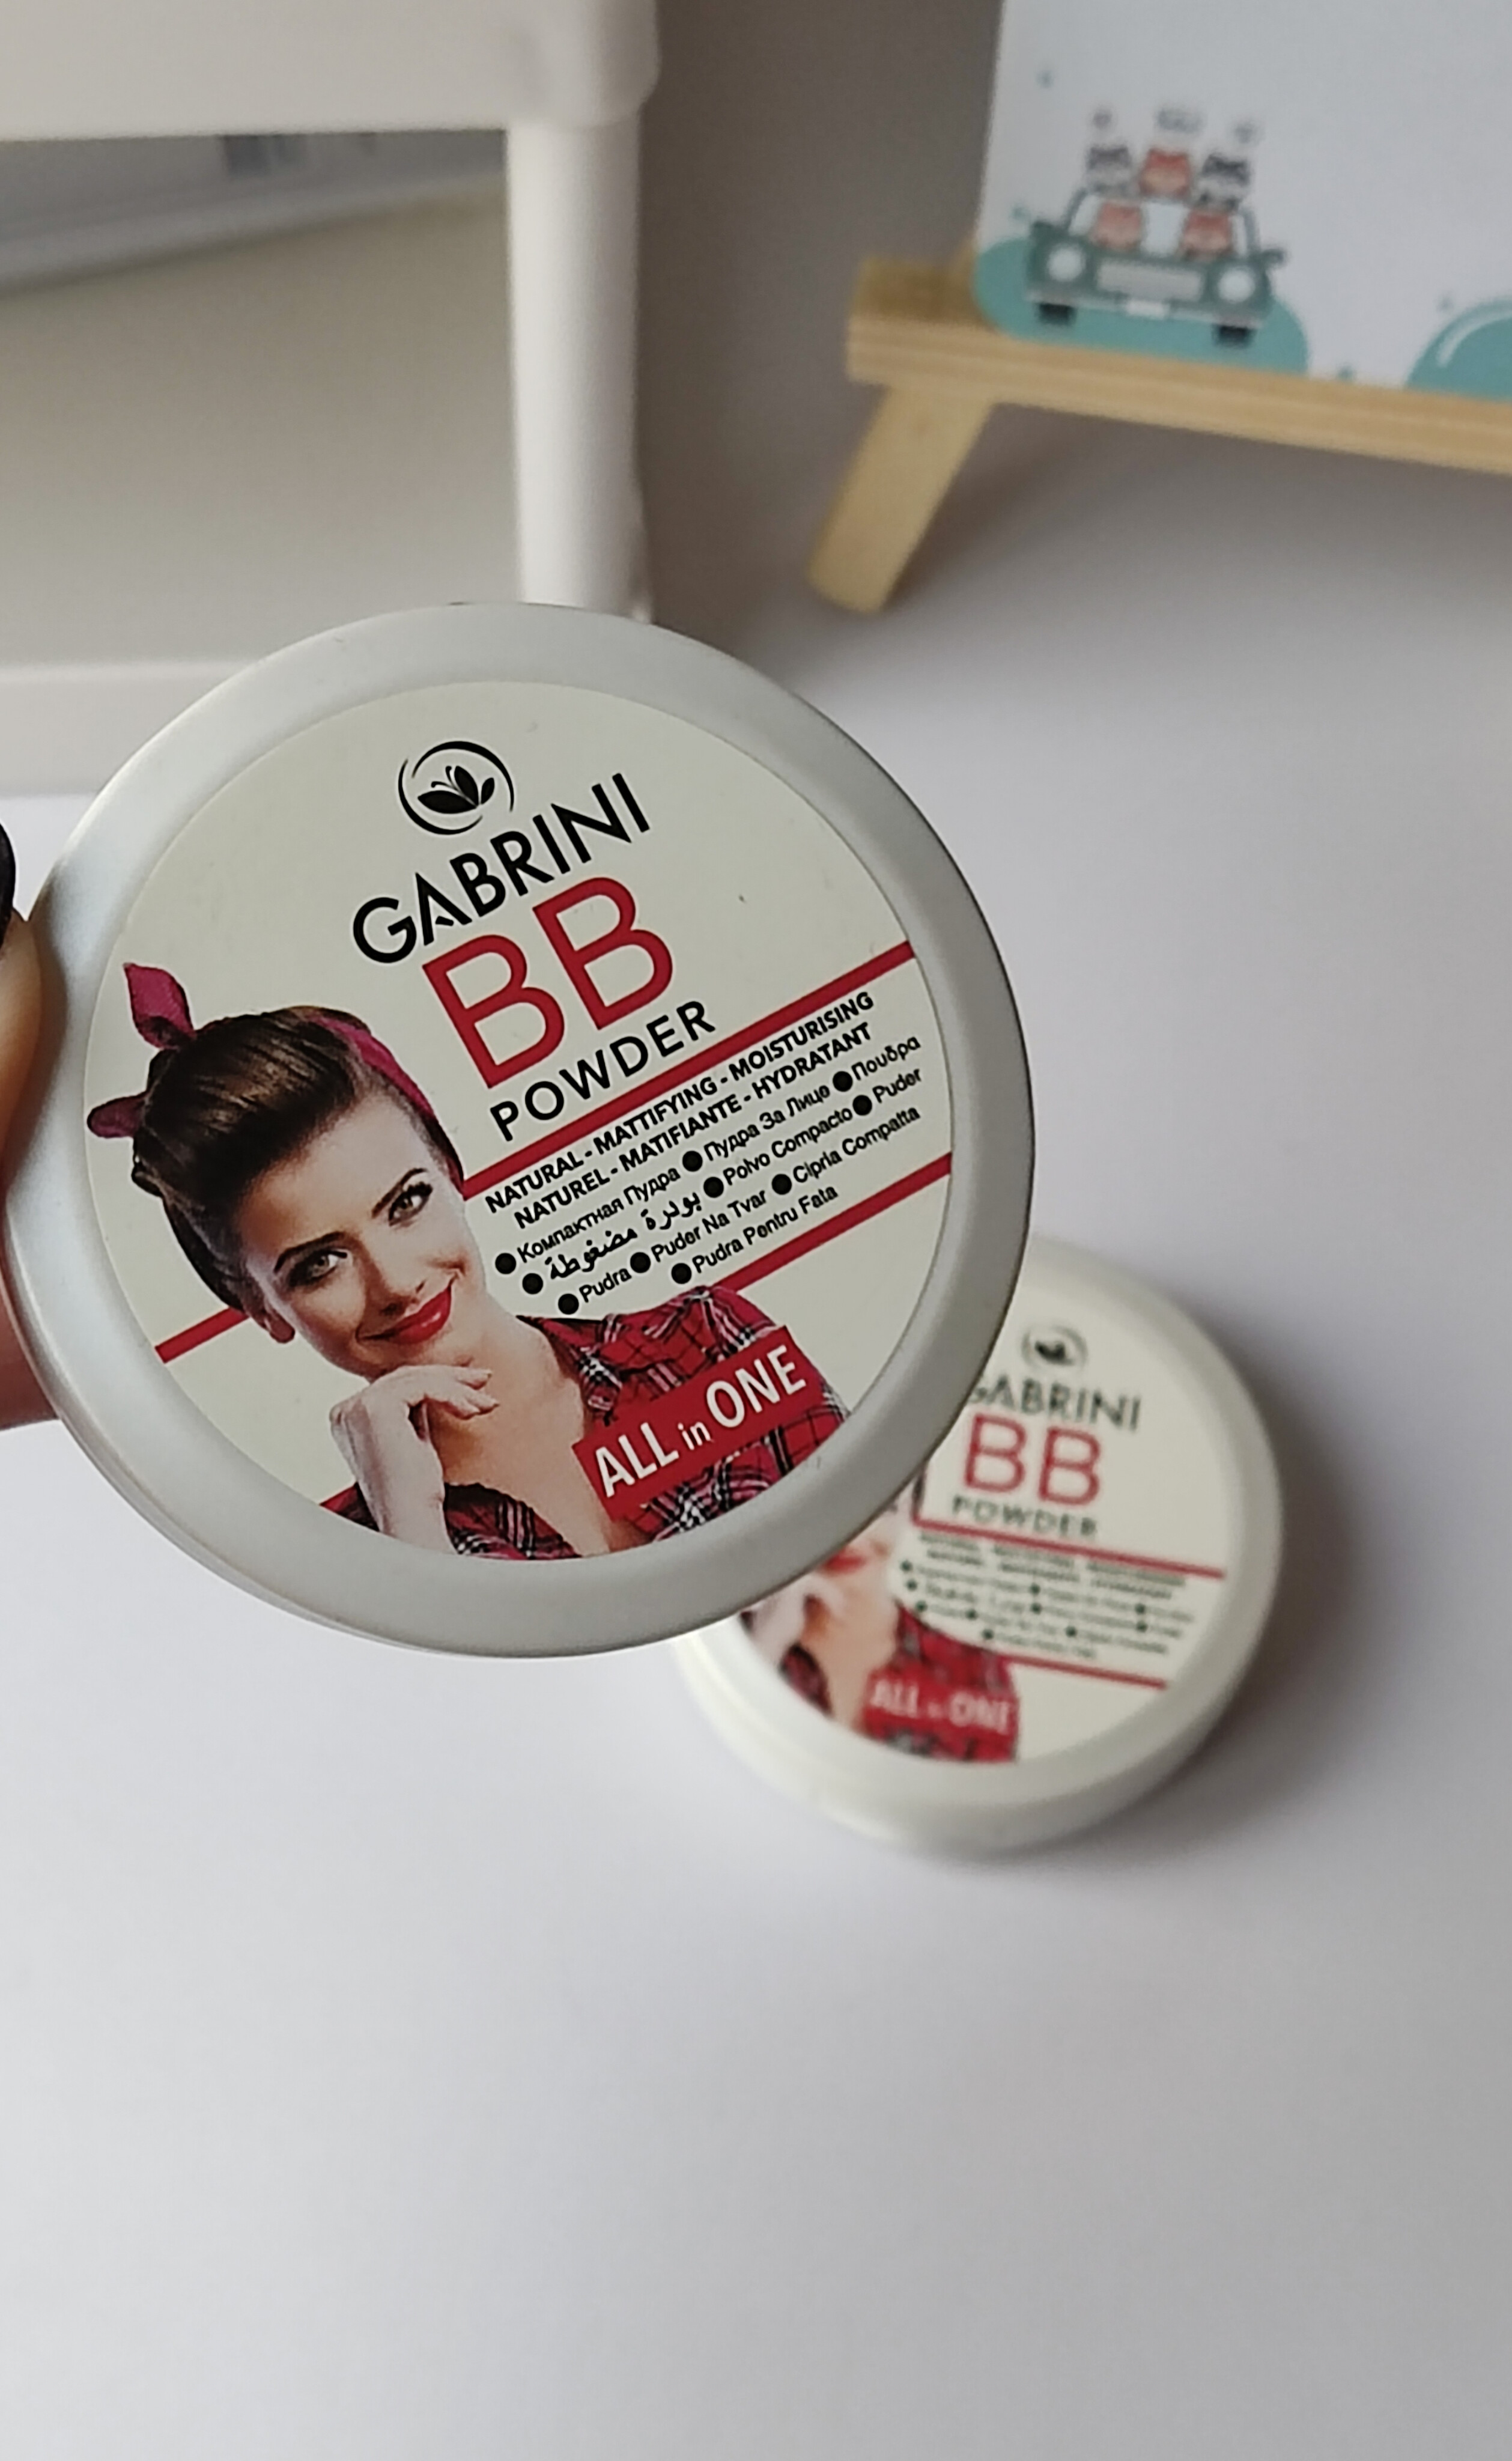 GABRINI
BB
POWDER
NATURAL - MATTIFYING - MOISTURISING
NATUREL - MATIFIANTE - HYDRATANT
● Компактная Пудра ● Пудра За Лице ● Πουδρα
● بودرة مضغوطة ● Polvo Compacto ● Puder
● Pudra ● Puder Na Tvar ● Cipria Compatta
● Pudra Pentru Fata
ALL in ONE
GABRINI
BB
POWDER
ALL in ONE